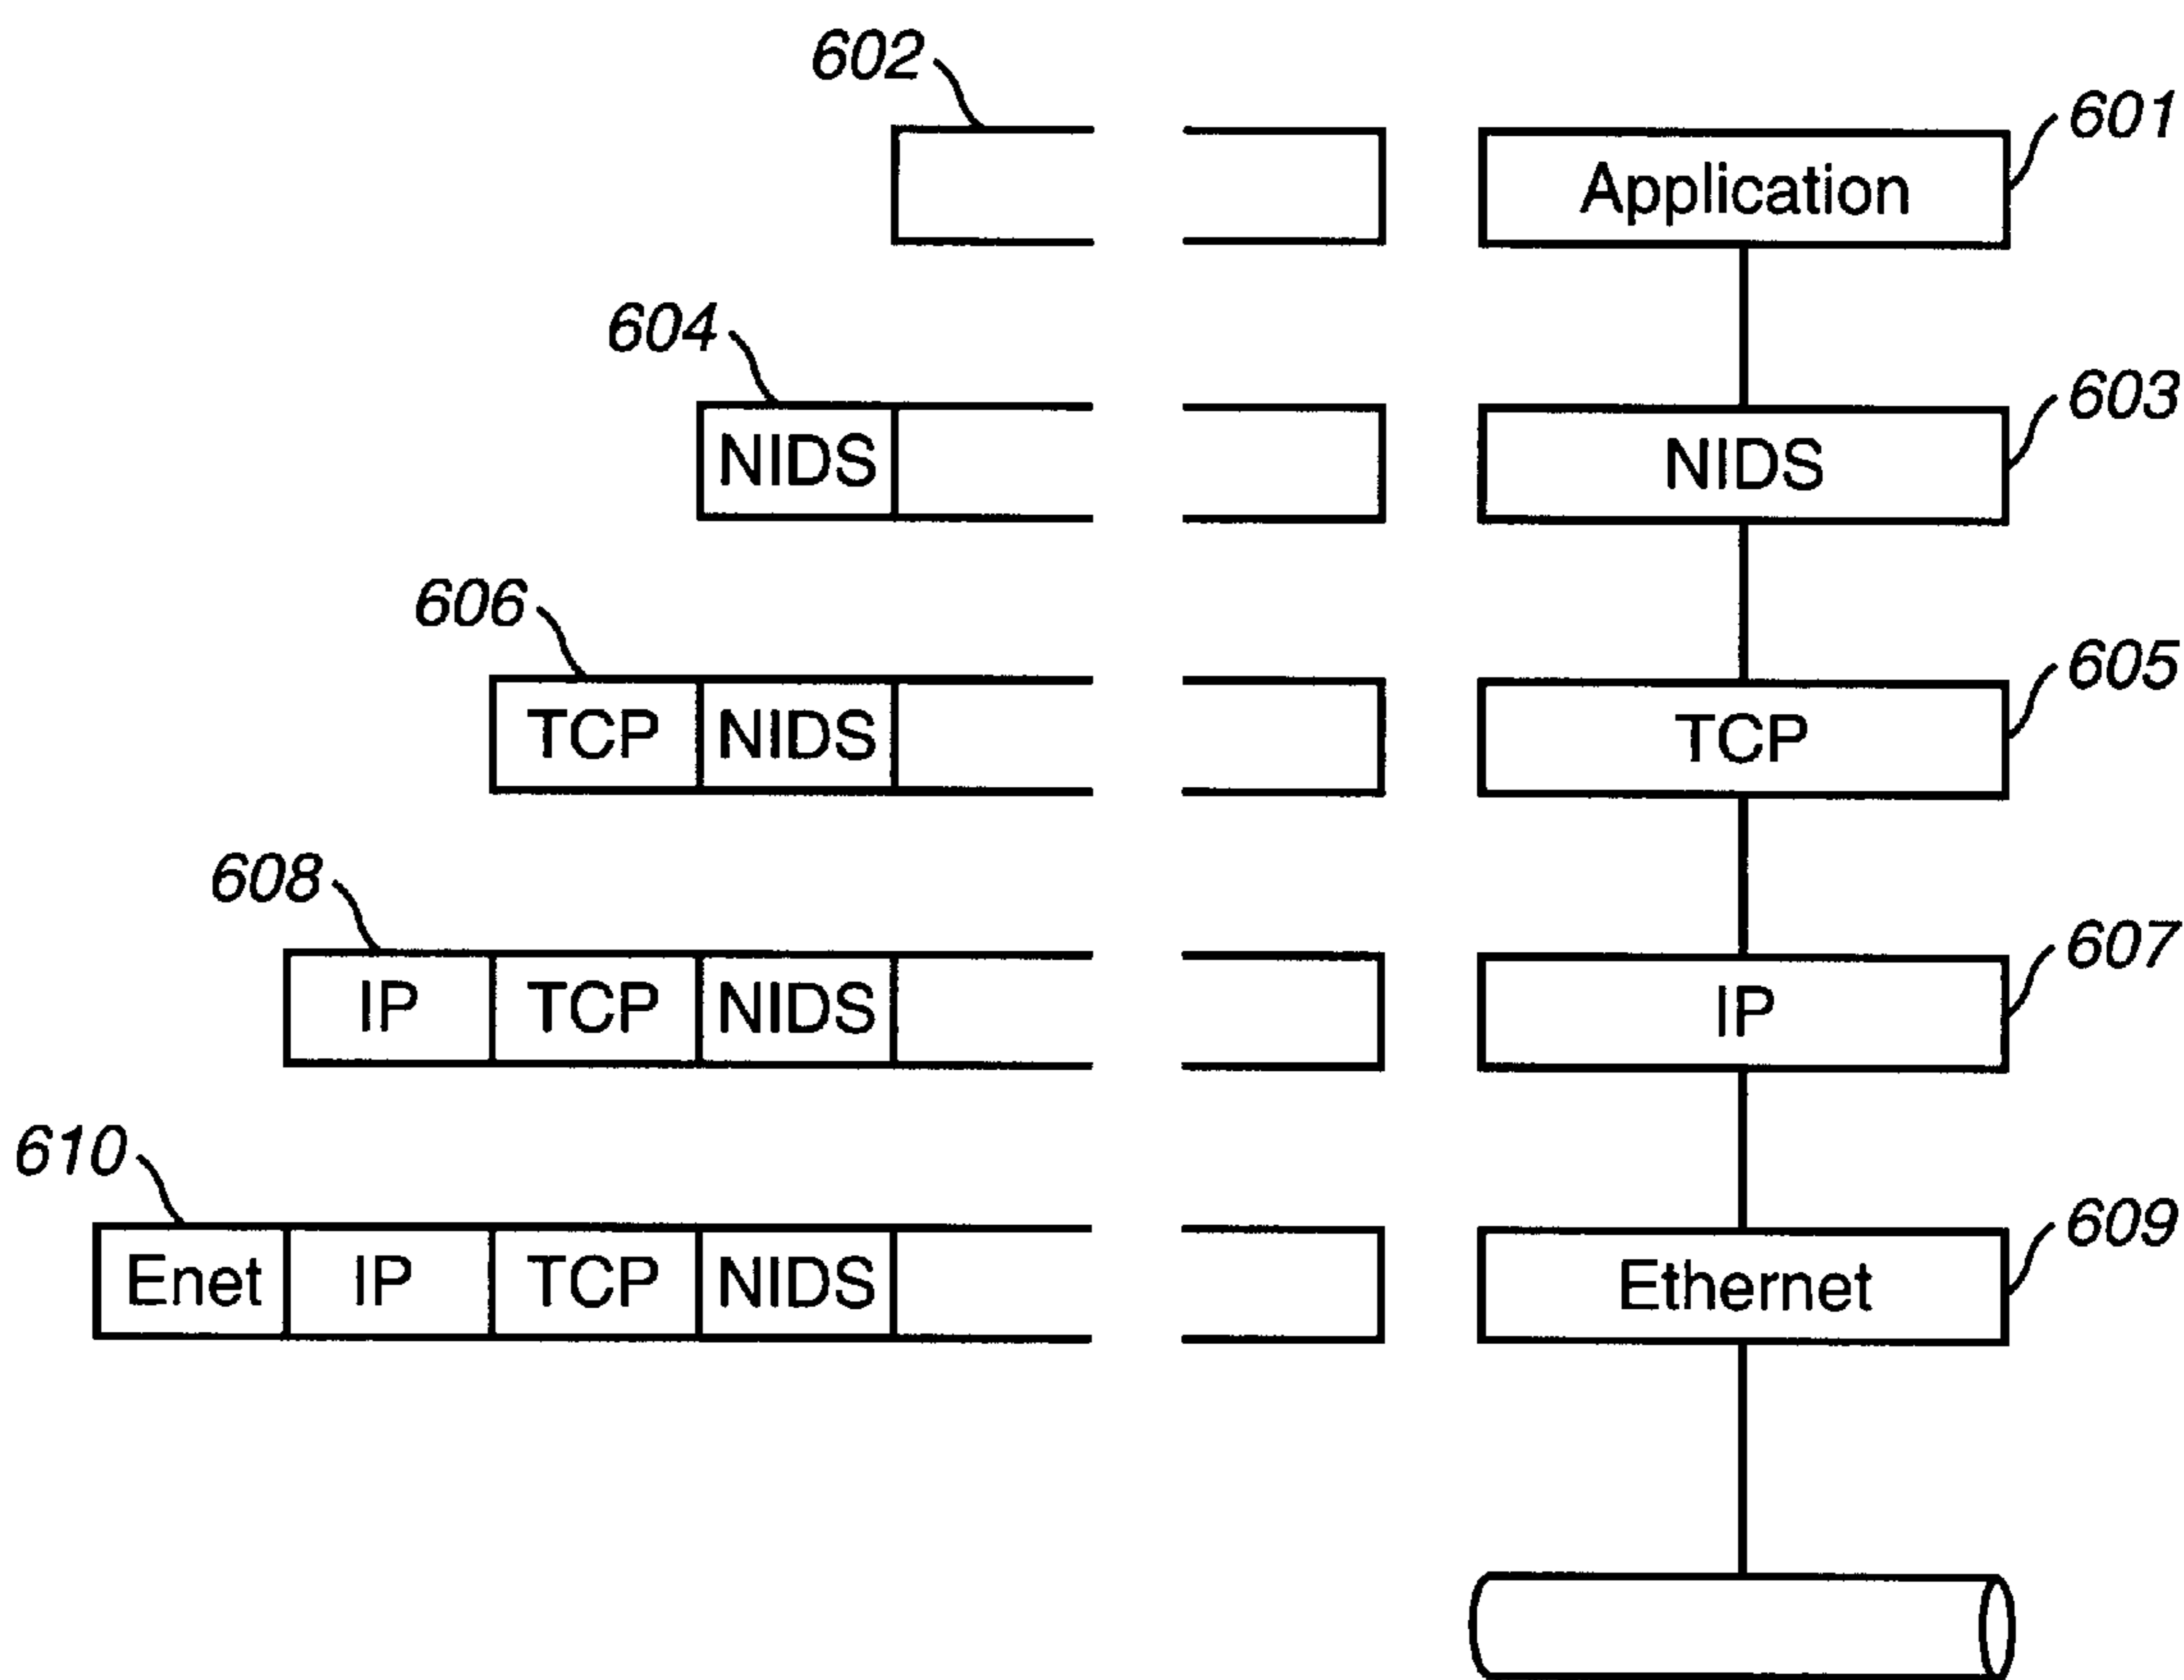 602
601
Application
604
603
NIDS
NIDS
606
605
TCP NIDS
TCP
608
607
IP TCP NIDS
IP
610
609
Enet IP TCP NIDS
Ethernet